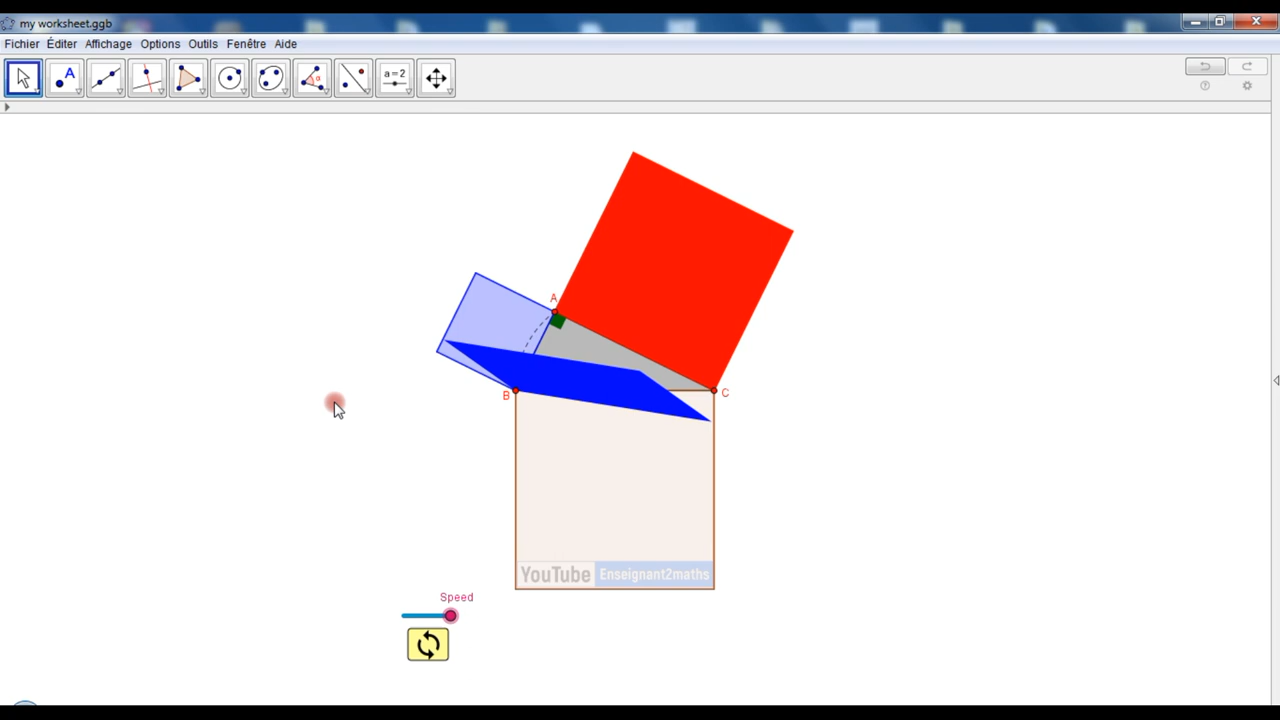 my worksheet.ggb
Fichier Éditer Affichage Options Outils Fenêtre Aide
A
a=2
A
B
C
YouTube Enseignant2maths
Speed